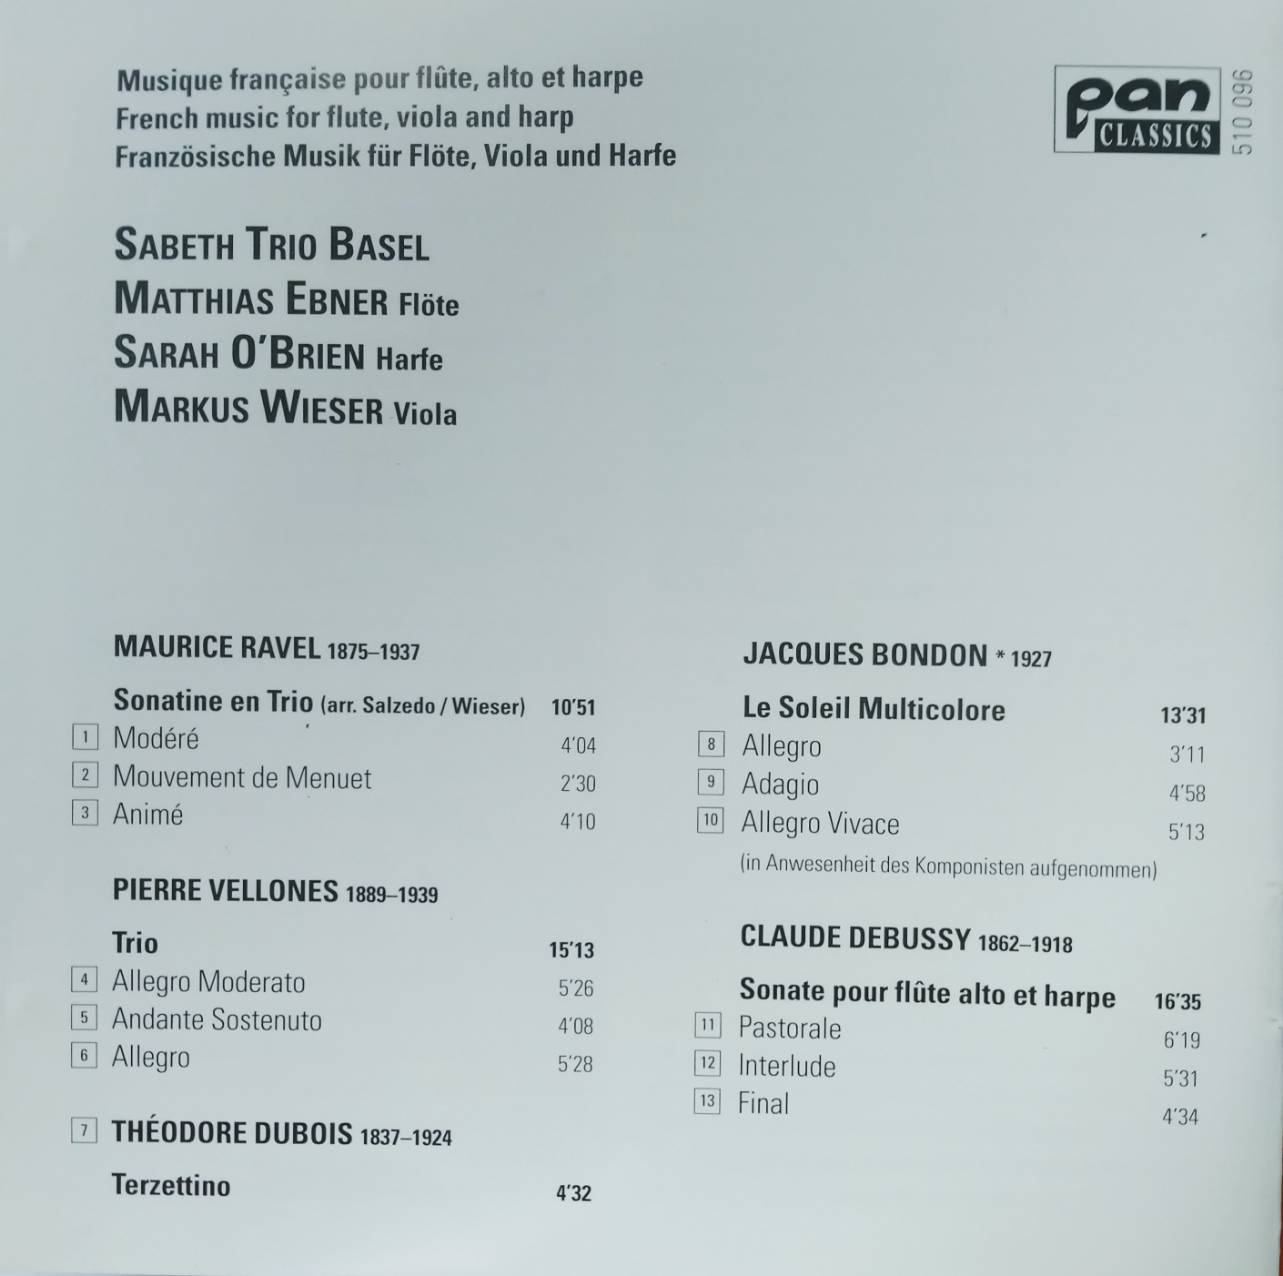 Musique française pour flûte, alto et harpe
French music for flute, viola and harp
Französische Musik für Flöte, Viola und Harfe
pan
CLASSICS
510 096
SABETH TRIO BASEL
MATTHIAS EBNER Flöte
SARAH O'BRIEN Harfe
MARKUS WIESER Viola
MAURICE RAVEL 1875–1937
Sonatine en Trio (arr. Salzedo / Wieser) 10'51
1 Modéré 4'04
2 Mouvement de Menuet 2'30
3 Animé 4'10
PIERRE VELLONES 1889–1939
Trio 15'13
4 Allegro Moderato 5'26
5 Andante Sostenuto 4'08
6 Allegro 5'28
7 THÉODORE DUBOIS 1837–1924
Terzettino 4'32
JACQUES BONDON * 1927
Le Soleil Multicolore 13'31
8 Allegro 3'11
9 Adagio 4'58
10 Allegro Vivace 5'13
(in Anwesenheit des Komponisten aufgenommen)
CLAUDE DEBUSSY 1862–1918
Sonate pour flûte alto et harpe 16'35
11 Pastorale 6'19
12 Interlude 5'31
13 Final 4'34